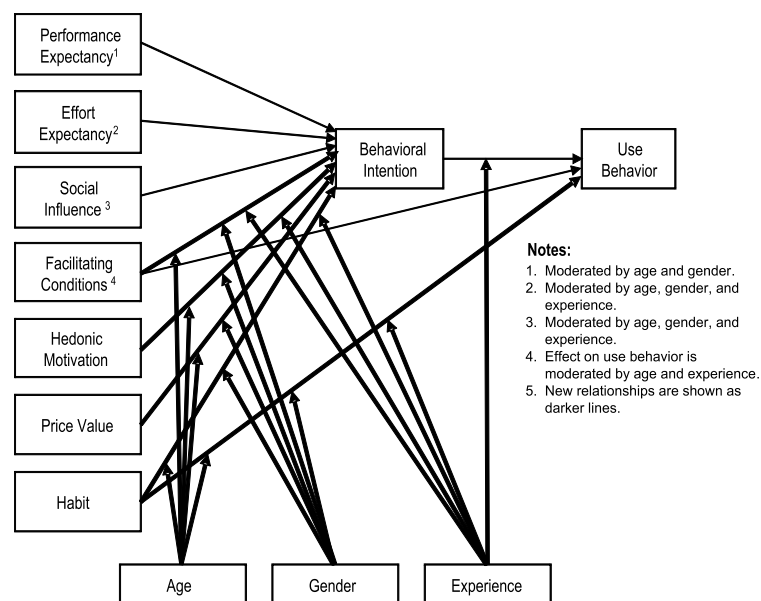 Performance
Expectancy1
Effort
Expectancy2
Social
Influence 3
Facilitating
Conditions 4
Hedonic
Motivation
Price Value
Habit
Behavioral
Intention
Use
Behavior
Notes:
1. Moderated by age and gender.
2. Moderated by age, gender, and
experience.
3. Moderated by age, gender, and
experience.
4. Effect on use behavior is
moderated by age and experience.
5. New relationships are shown as
darker lines.
Age
Gender
Experience